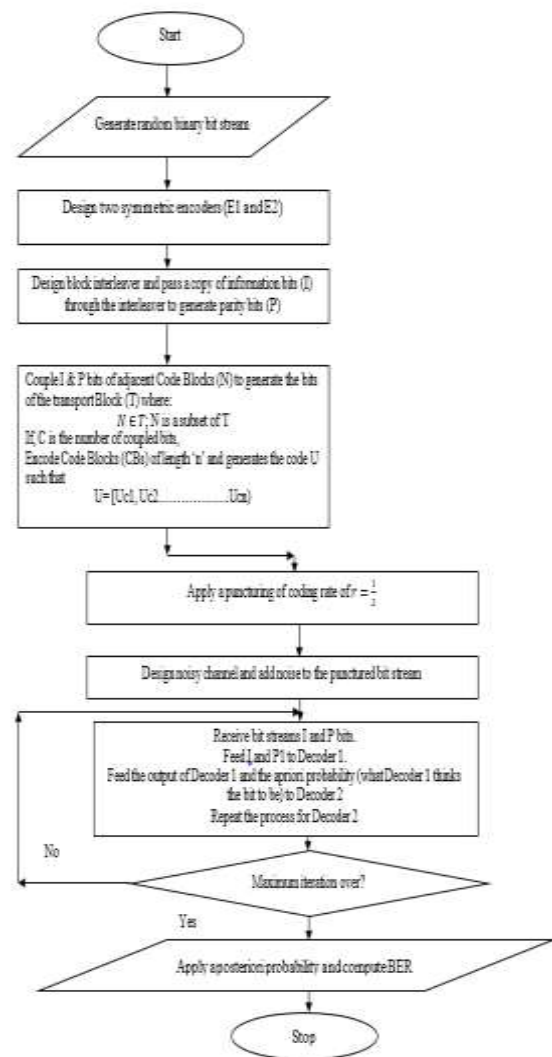 Start
Generate random binary bit stream
Design two symmetric encoders (E1 and E2)
Design block interleaver and pass a copy of information bits (I)
through the interleaver to generate parity bits (P)
Couple I & P bits of adjacent Code Blocks (N) to generate the bits
of the transport Block (T) where:
N ∈ T; N is a subset of T
If, C is the number of coupled bits,
Encode Code Blocks (CBs) of length 'n' and generates the code U
such that
U= [Uc1, Uc2........................Ucn)
Apply a puncturing of coding rate of r =
Design noisy channel and add noise to the punctured bit stream
Receive bit streams I and P bits.
Feed I and P1 to Decoder 1.
Feed the output of Decoder 1 and the apriori probability (what Decoder 1 thinks
the bit to be) to Decoder 2
Repeat the process for Decoder 2
No
Maximum iteration over?
Yes
Apply a posteriori probability and compute BER
Stop